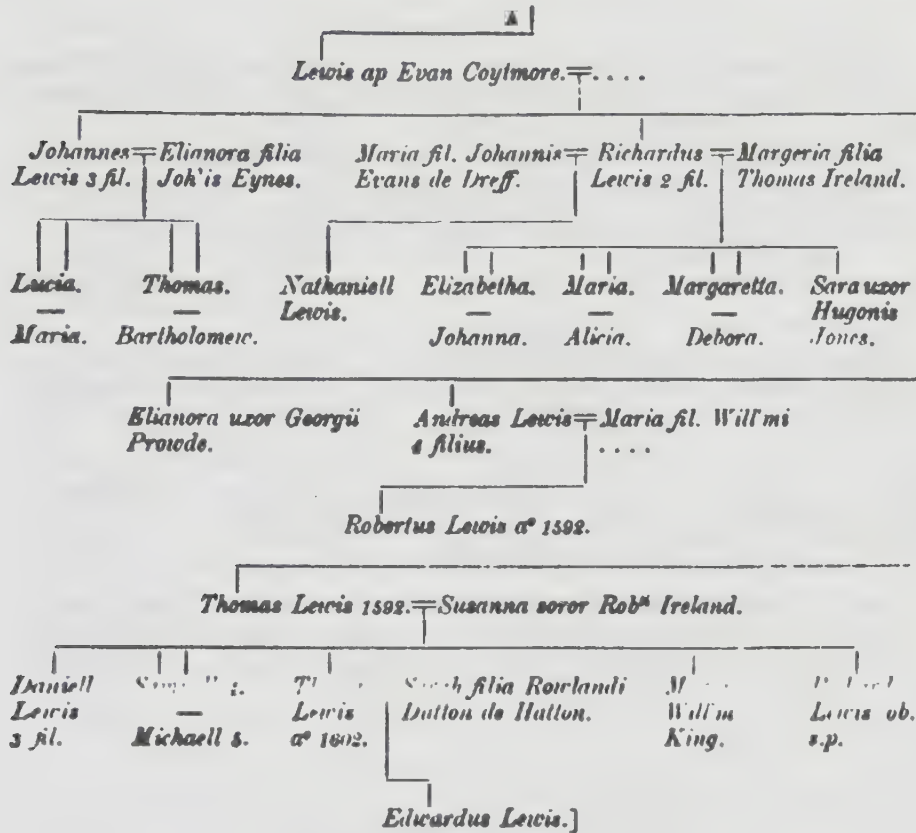 A
Lewis ap Evan Coytmore. = . . . .
Johannes = Elianora filia Maria fil. Johannis = Richardus = Margeria filia
Lewis 3 fil. Joh'is Eynes. Evans de Dreff. Lewis 2 fil. Thomas Ireland.
Lucia. Thomas. Nathaniell Elizabetha. Maria. Margaretta. Sara uxor
Lewis. Hugonis
Maria. Bartholomew. Johanna. Alicia. Debora. Jones.
Elianora uxor Georgii Andreas Lewis = Maria fil. Will'mi
Prowde. 4 filius. . . . .
Robertus Lewis aº 1592.
Thomas Lewis 1592. = Susanna soror Robti Ireland.
Daniell filia Rowlandi
Lewis Lewis Dutton de Hatton. Will'm Lewis ob.
3 fil. Michaell 5. aº 1602. King. s.p.
Edwardus Lewis.]